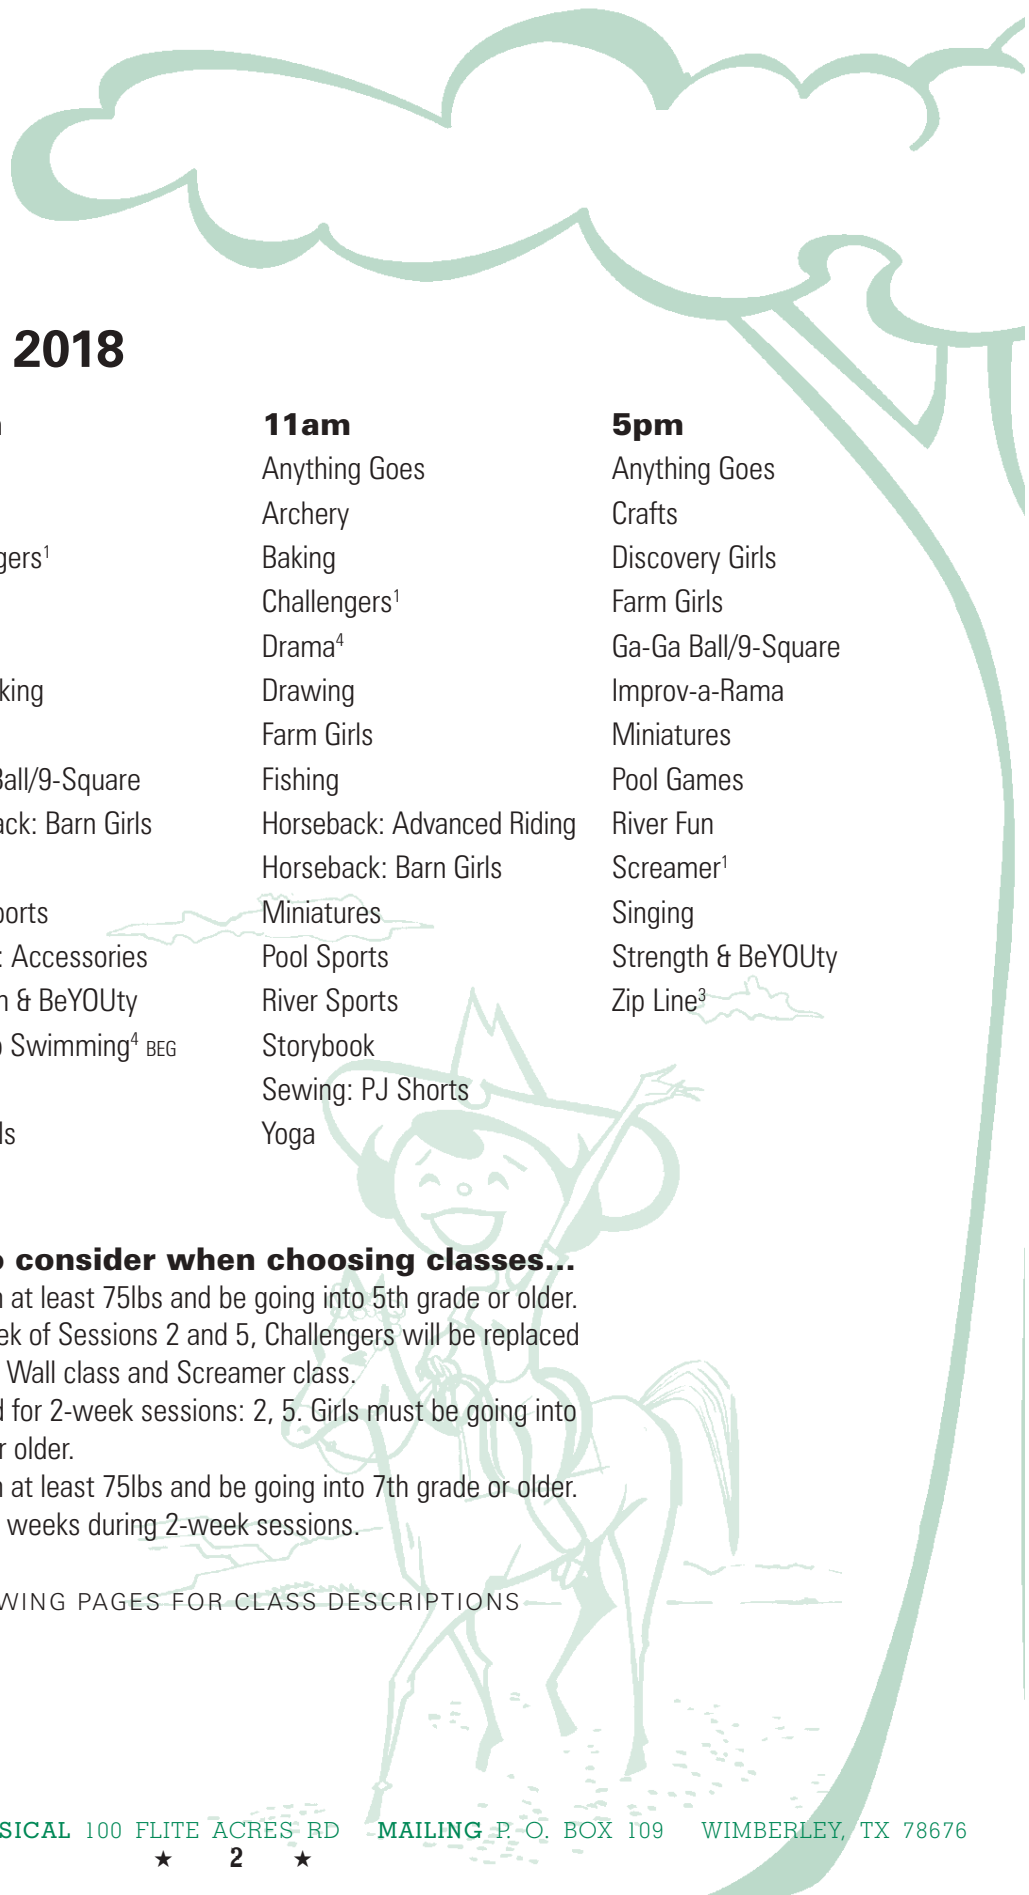 2018
gers¹
king
Ball/9-Square
ack: Barn Girls
ports
: Accessories
n & BeYOUty
o Swimming⁴ BEG
ls
11am
Anything Goes
Archery
Baking
Challengers¹
Drama⁴
Drawing
Farm Girls
Fishing
Horseback: Advanced Riding
Horseback: Barn Girls
Miniatures
Pool Sports
River Sports
Storybook
Sewing: PJ Shorts
Yoga
5pm
Anything Goes
Crafts
Discovery Girls
Farm Girls
Ga-Ga Ball/9-Square
Improv-a-Rama
Miniatures
Pool Games
River Fun
Screamer¹
Singing
Strength & BeYOUty
Zip Line³
o consider when choosing classes...
n at least 75lbs and be going into 5th grade or older.
ek of Sessions 2 and 5, Challengers will be replaced
Wall class and Screamer class.
d for 2-week sessions: 2, 5. Girls must be going into
r older.
n at least 75lbs and be going into 7th grade or older.
weeks during 2-week sessions.
WING PAGES FOR CLASS DESCRIPTIONS
SICAL 100 FLITE ACRES RD MAILING P. O. BOX 109 WIMBERLEY, TX 78676
★ 2 ★